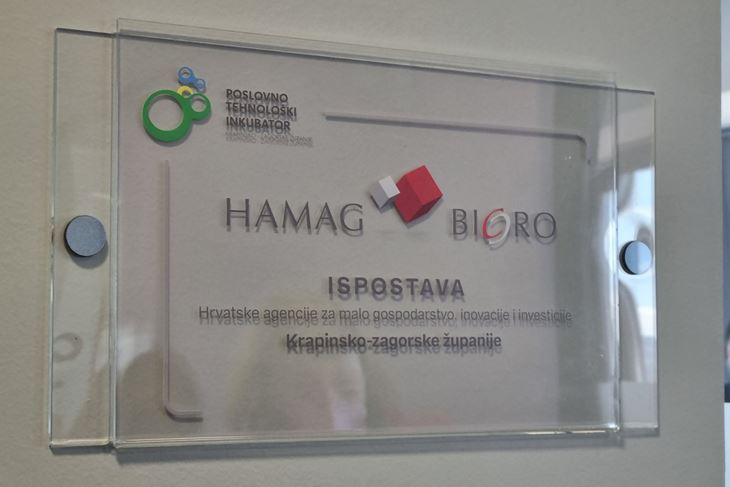 POSLOVNO
TEHNOLOŠKI
INKUBATOR
HAMAG BICRO
ISPOSTAVA
Hrvatske agencije za malo gospodarstvo, inovacije i investicije
Krapinsko-zagorske županije